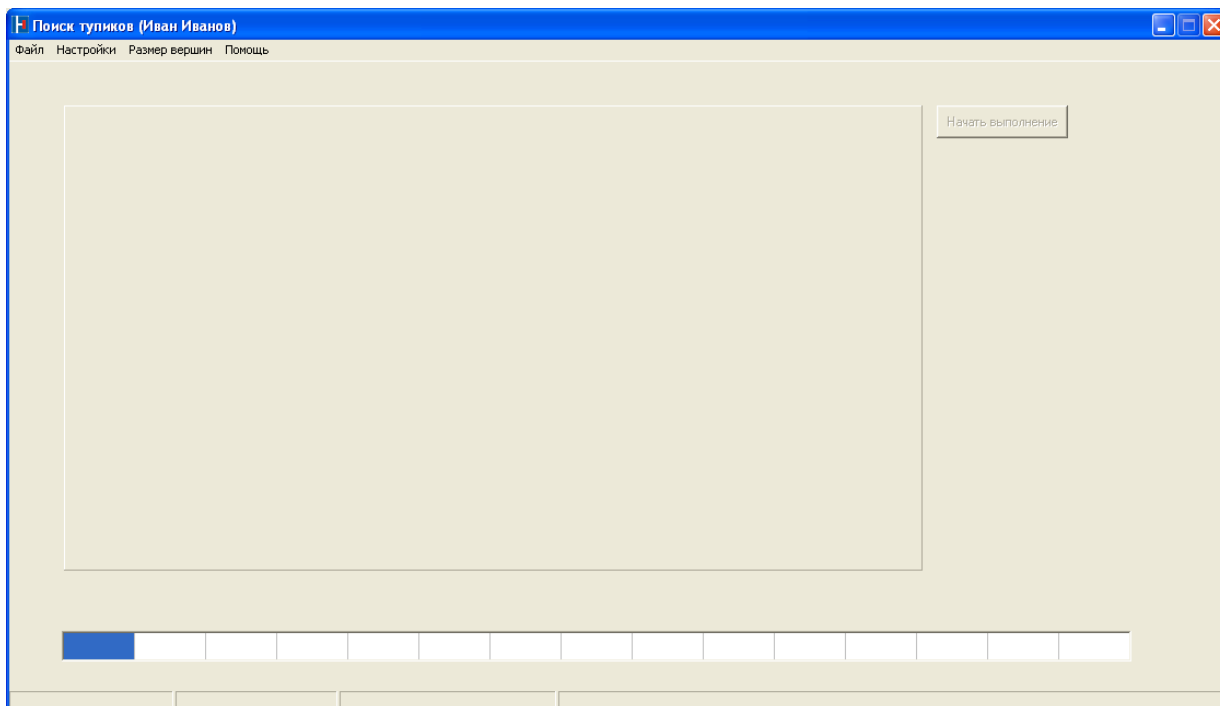 Поиск тупиков (Иван Иванов)
Файл Настройки Размер вершин Помощь
Начать выполнение